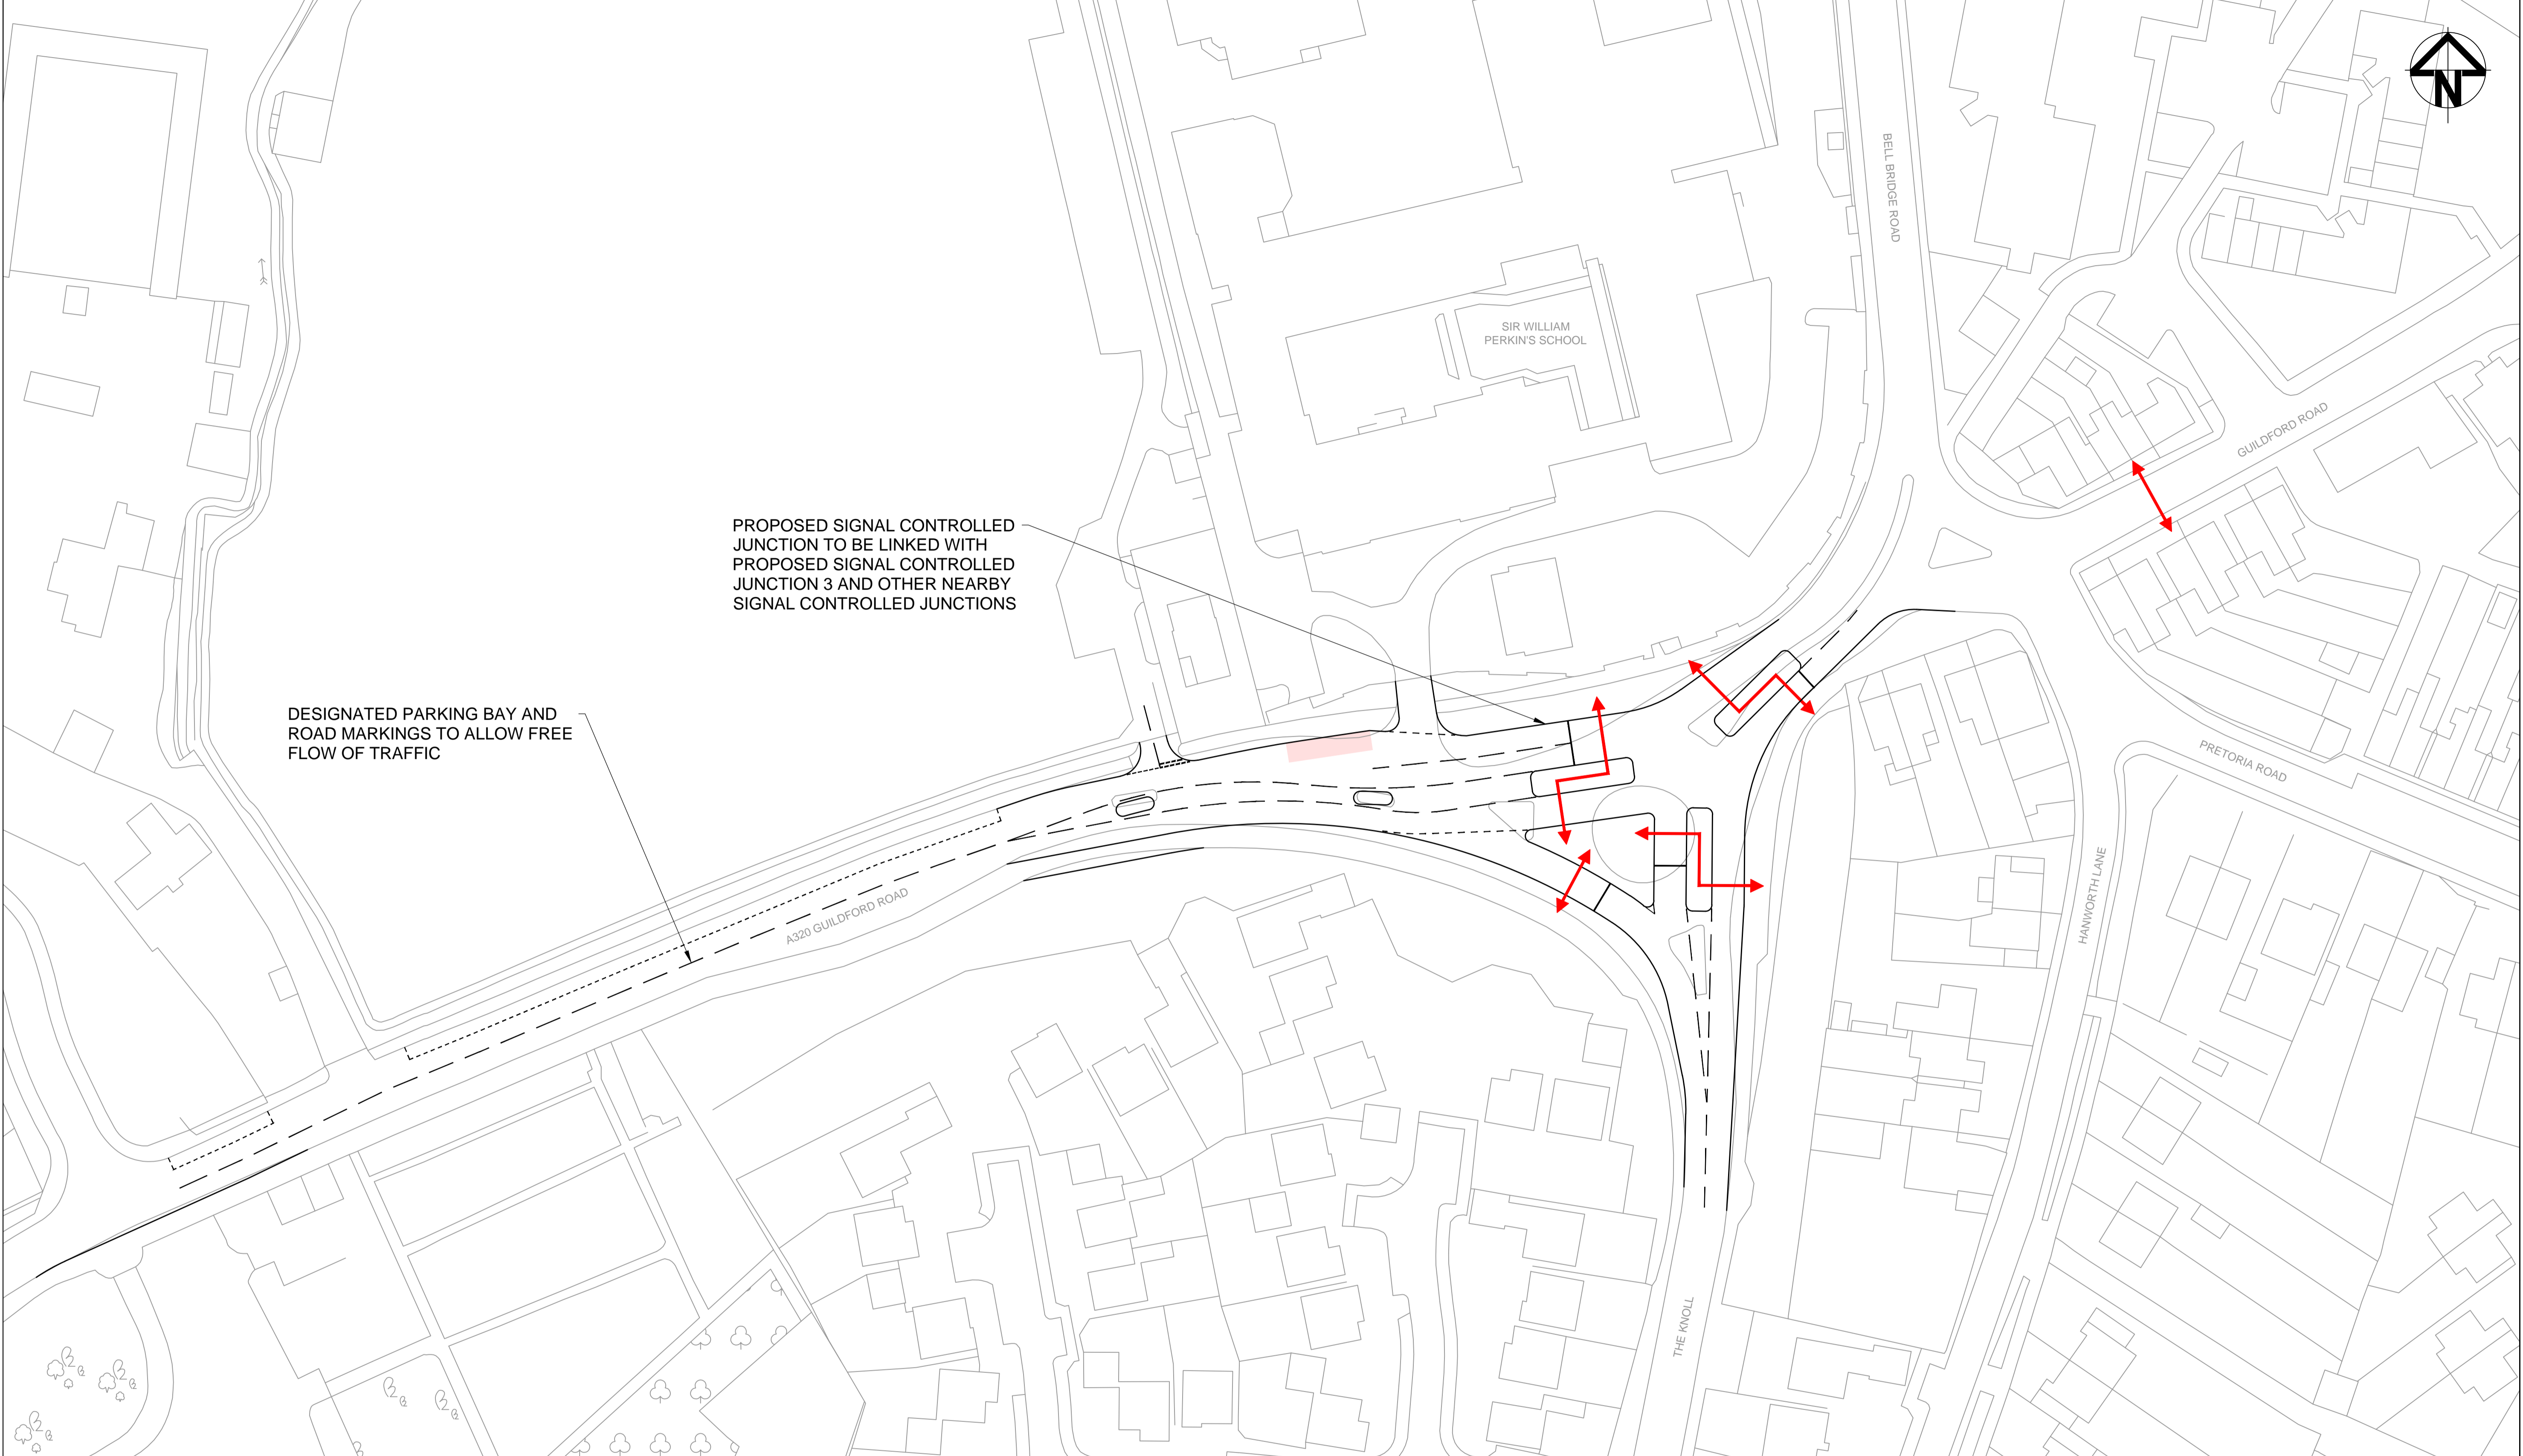 N
BELL BRIDGE ROAD
SIR WILLIAM
PERKIN'S SCHOOL
GUILDFORD ROAD
PROPOSED SIGNAL CONTROLLED
JUNCTION TO BE LINKED WITH
PROPOSED SIGNAL CONTROLLED
JUNCTION 3 AND OTHER NEARBY
SIGNAL CONTROLLED JUNCTIONS
DESIGNATED PARKING BAY AND
ROAD MARKINGS TO ALLOW FREE
FLOW OF TRAFFIC
PRETORIA ROAD
A320 GUILDFORD ROAD
HANWORTH LANE
THE KNOLL